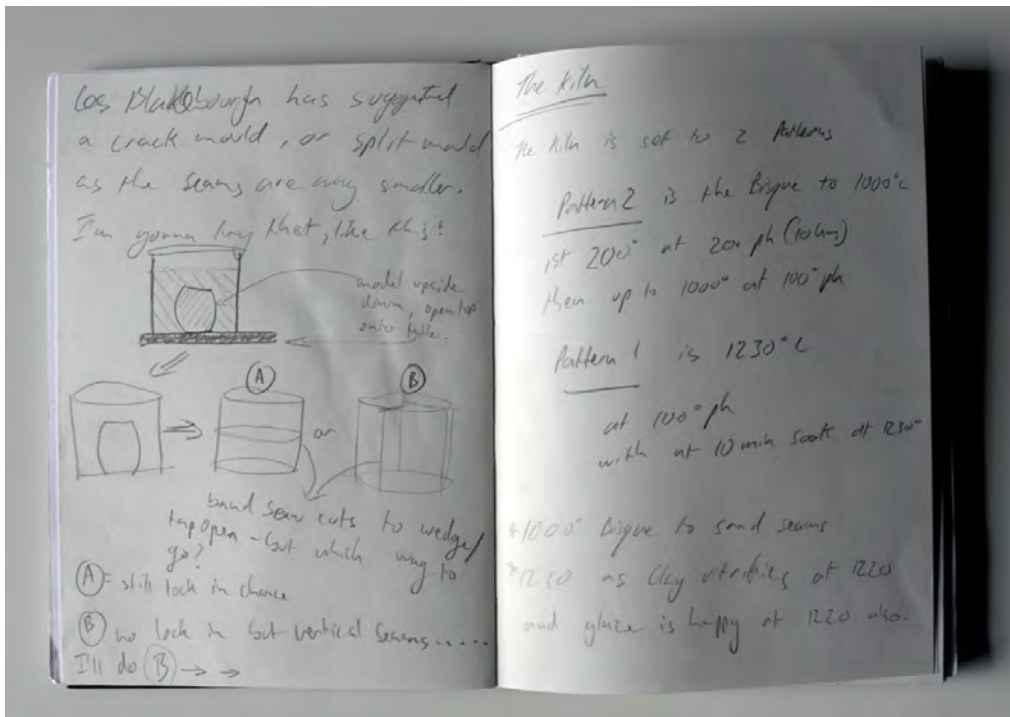 has suggested
a crack mould, or split mould
as the seams are way smaller.
I'm gonna try that, like this!
model upside
down, open top
onto table.
A
B
or
band saw cuts to wedge/
tap open - but which way to
go?
A = still lock in chance
B no lock in but vertical seams.....
I'll do B → →
The Kiln
The Kiln is set to 2 Patterns
Pattern 2 is the Bisque to 1000°c
1st 200° at 200 ph
then up to 1000° at 100° ph
Pattern 1 is 1230°c
at 100° ph
with at 10 min soak at 1230°
*1000° Bisque to sand seams
*1230 as Clay vitrifies at 1220
and glaze is happy at 1220 also.